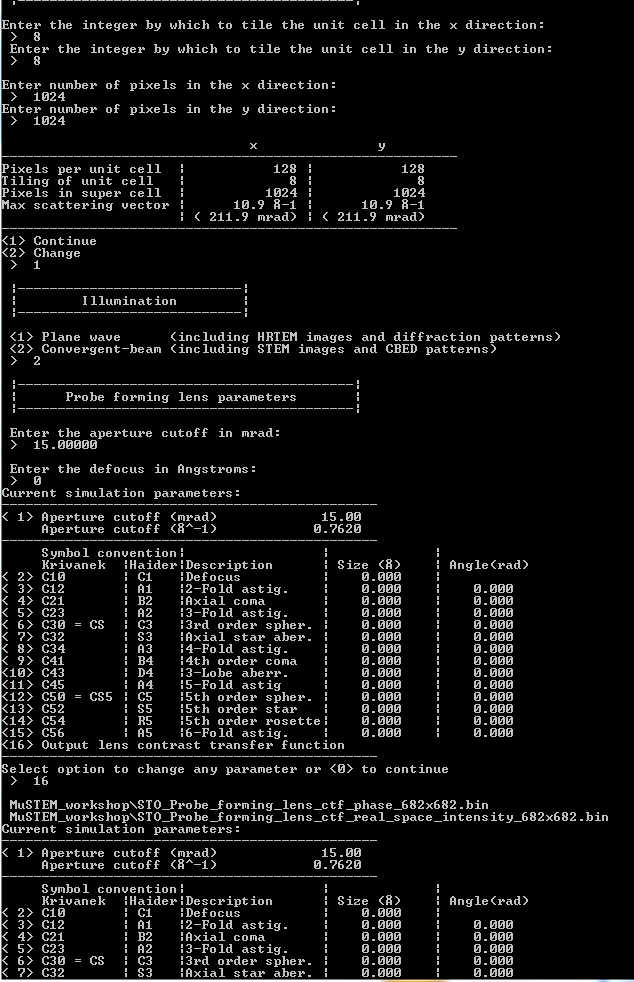 Enter the integer by which to tile the unit cell in the x direction:
> 8
Enter the integer by which to tile the unit cell in the y direction:
> 8
Enter number of pixels in the x direction:
> 1024
Enter number of pixels in the y direction:
> 1024
x y
Pixels per unit cell ¦ 128 ¦ 128
Tiling of unit cell ¦ 8 ¦ 8
Pixels in super cell ¦ 1024 ¦ 1024
Max scattering vector ¦ 10.9 Å-1 ¦ 10.9 Å-1
¦ ( 211.9 mrad) ¦ ( 211.9 mrad)
<1> Continue
<2> Change
> 1
Illumination
<1> Plane wave (including HRTEM images and diffraction patterns)
<2> Convergent-beam (including STEM images and CBED patterns)
> 2
Probe forming lens parameters
Enter the aperture cutoff in mrad:
> 15.00000
Enter the defocus in Angstroms:
> 0
Current simulation parameters:
< 1> Aperture cutoff (mrad) 15.00
Aperture cutoff (Å^-1) 0.7620
Symbol convention¦ ¦ ¦
Krivanek ¦Haider¦Description ¦ Size (Å) ¦ Angle(rad)
< 2> C10 ¦ C1 ¦Defocus ¦ 0.000 ¦
< 3> C12 ¦ A1 ¦2-Fold astig. ¦ 0.000 ¦ 0.000
< 4> C21 ¦ B2 ¦Axial coma ¦ 0.000 ¦ 0.000
< 5> C23 ¦ A2 ¦3-Fold astig. ¦ 0.000 ¦ 0.000
< 6> C30 = CS ¦ C3 ¦3rd order spher. ¦ 0.000 ¦ 0.000
< 7> C32 ¦ S3 ¦Axial star aber. ¦ 0.000 ¦ 0.000
< 8> C34 ¦ A3 ¦4-Fold astig. ¦ 0.000 ¦ 0.000
< 9> C41 ¦ B4 ¦4th order coma ¦ 0.000 ¦ 0.000
<10> C43 ¦ D4 ¦3-Lobe aberr. ¦ 0.000 ¦ 0.000
<11> C45 ¦ A4 ¦5-Fold astig ¦ 0.000 ¦ 0.000
<12> C50 = CS5 ¦ C5 ¦5th order spher. ¦ 0.000 ¦ 0.000
<13> C52 ¦ S5 ¦5th order star ¦ 0.000 ¦ 0.000
<14> C54 ¦ R5 ¦5th order rosette¦ 0.000 ¦ 0.000
<15> C56 ¦ A5 ¦6-Fold astig. ¦ 0.000 ¦ 0.000
<16> Output lens contrast transfer function
Select option to change any parameter or <0> to continue
> 16
MuSTEM_workshop\STO_Probe_forming_lens_ctf_phase_682x682.bin
MuSTEM_workshop\STO_Probe_forming_lens_ctf_real_space_intensity_682x682.bin
Current simulation parameters:
< 1> Aperture cutoff (mrad) 15.00
Aperture cutoff (Å^-1) 0.7620
Symbol convention¦ ¦ ¦
Krivanek ¦Haider¦Description ¦ Size (Å) ¦ Angle(rad)
< 2> C10 ¦ C1 ¦Defocus ¦ 0.000 ¦
< 3> C12 ¦ A1 ¦2-Fold astig. ¦ 0.000 ¦ 0.000
< 4> C21 ¦ B2 ¦Axial coma ¦ 0.000 ¦ 0.000
< 5> C23 ¦ A2 ¦3-Fold astig. ¦ 0.000 ¦ 0.000
< 6> C30 = CS ¦ C3 ¦3rd order spher. ¦ 0.000 ¦ 0.000
< 7> C32 ¦ S3 ¦Axial star aber. ¦ 0.000 ¦ 0.000